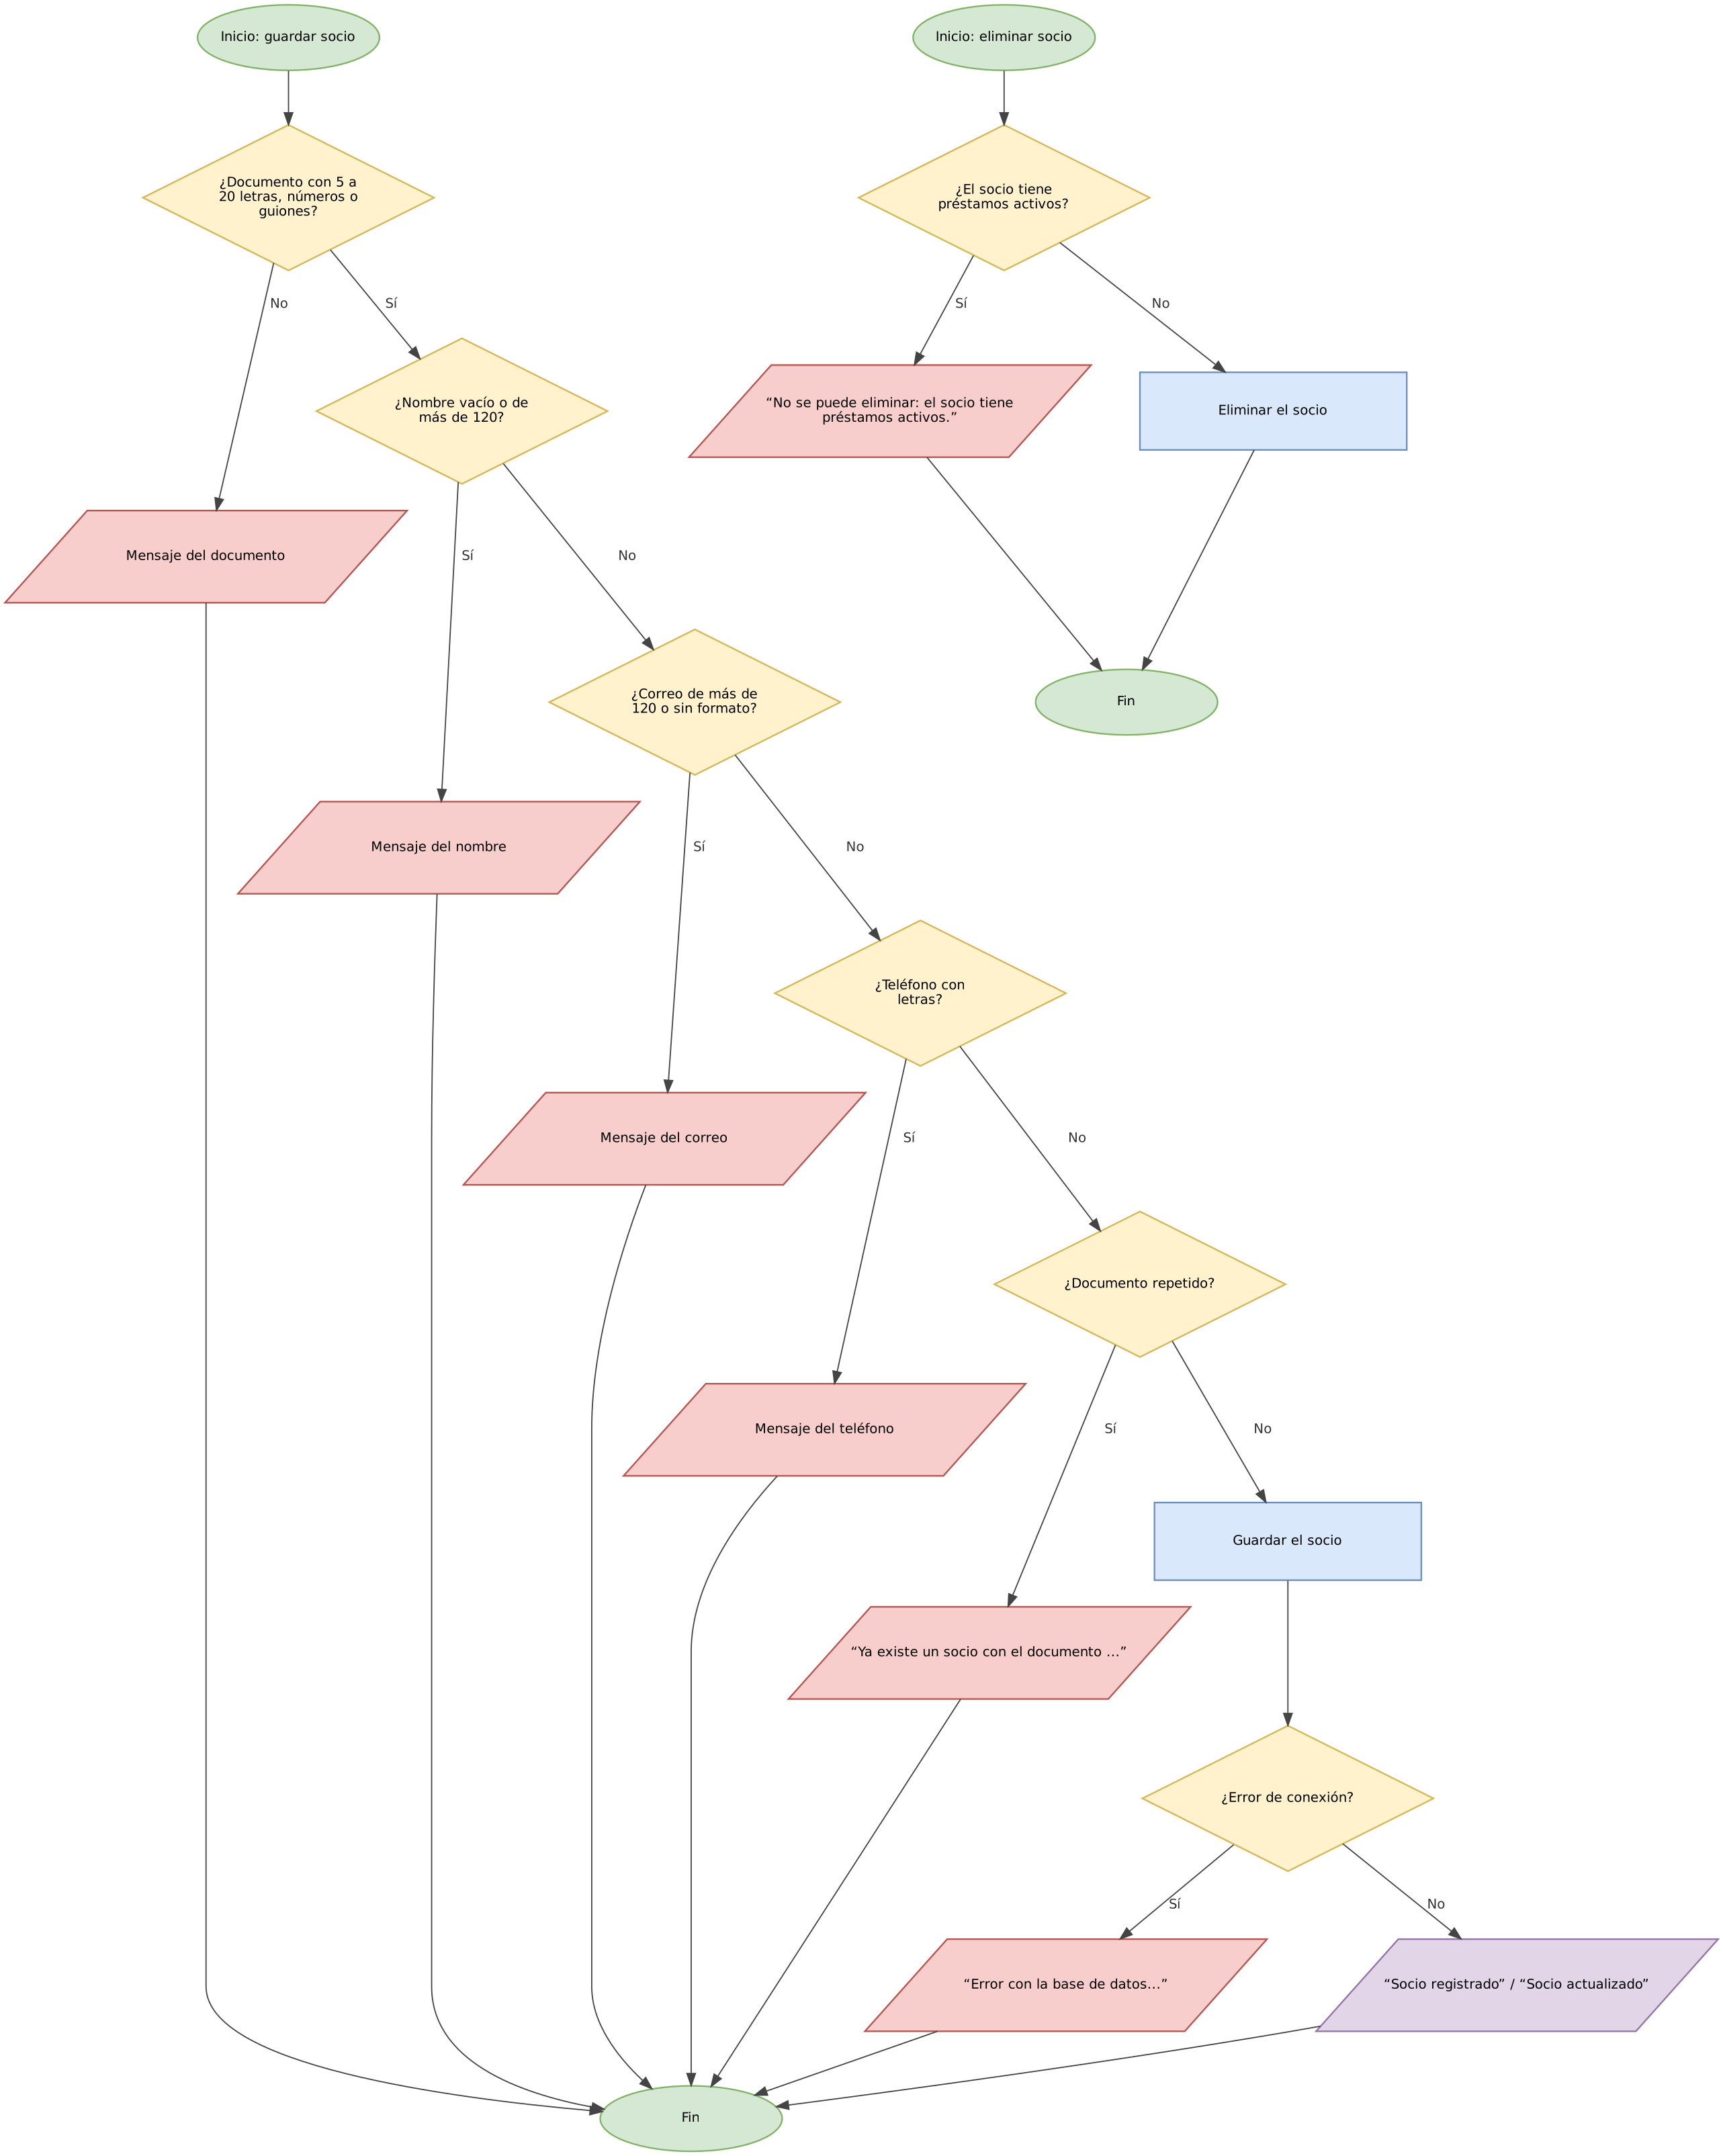 Inicio: guardar socio
Inicio: eliminar socio
¿Documento con 5 a
20 letras, números o
guiones?
¿El socio tiene
préstamos activos?
No
Sí
Sí
No
¿Nombre vacío o de
más de 120?
“No se puede eliminar: el socio tiene
préstamos activos.”
Eliminar el socio
Mensaje del documento
Sí
No
¿Correo de más de
120 o sin formato?
Fin
Mensaje del nombre
Sí
No
¿Teléfono con
letras?
Mensaje del correo
Sí
No
¿Documento repetido?
Mensaje del teléfono
Sí
No
Guardar el socio
“Ya existe un socio con el documento ...”
¿Error de conexión?
Sí
No
“Error con la base de datos...”
“Socio registrado” / “Socio actualizado”
Fin